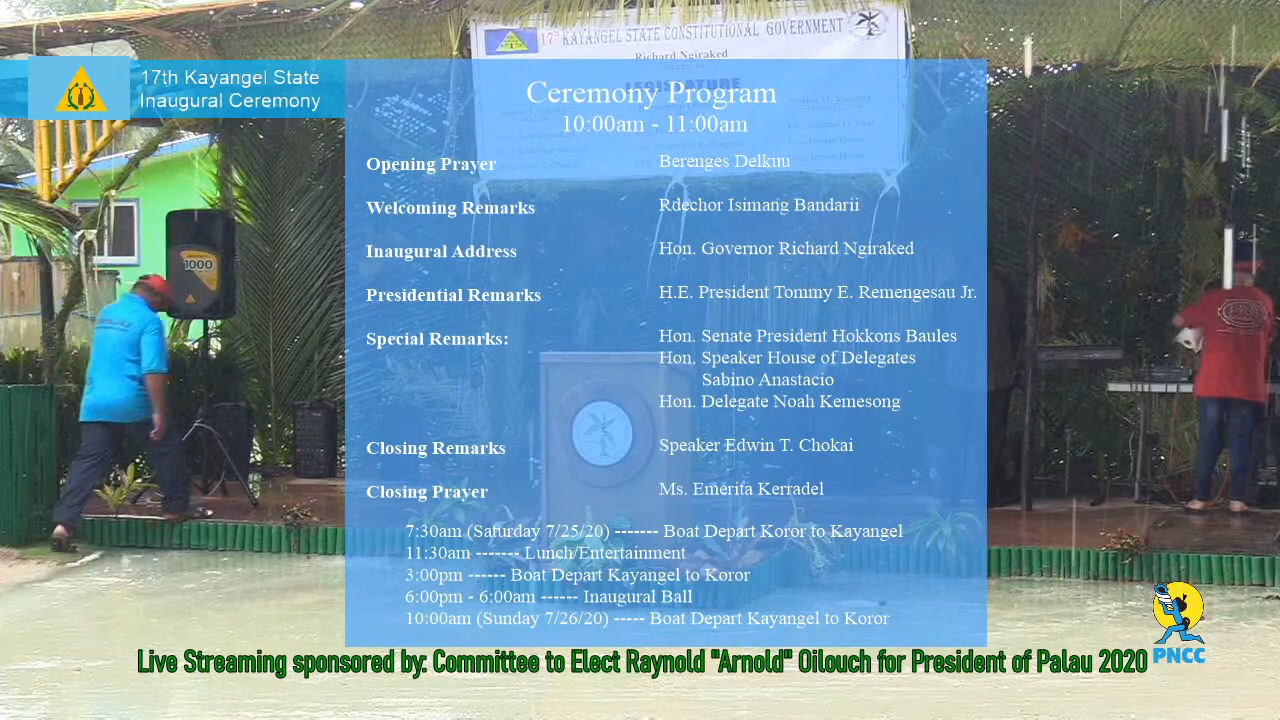 17th KAYANGEL STATE CONSTITUTIONAL GOVERNMENT
Richard Ngiraked
LEGISLATURE
17th Kayangel State
Inaugural Ceremony
Ceremony Program
10:00am - 11:00am
Opening Prayer Berenges Delkuu
Welcoming Remarks Rdechor Isimang Bandarii
Inaugural Address Hon. Governor Richard Ngiraked
Presidential Remarks H.E. President Tommy E. Remengesau Jr.
Special Remarks: Hon. Senate President Hokkons Baules
Hon. Speaker House of Delegates
Sabino Anastacio
Hon. Delegate Noah Kemesong
Closing Remarks Speaker Edwin T. Chokai
Closing Prayer Ms. Emerita Kerradel
7:30am (Saturday 7/25/20) ------- Boat Depart Koror to Kayangel
11:30am ------- Lunch/Entertainment
3:00pm ------ Boat Depart Kayangel to Koror
6:00pm - 6:00am ------ Inaugural Ball
10:00am (Sunday 7/26/20) ----- Boat Depart Kayangel to Koror
1000
Live Streaming sponsored by: Committee to Elect Raynold "Arnold" Oilouch for President of Palau 2020
PNCC